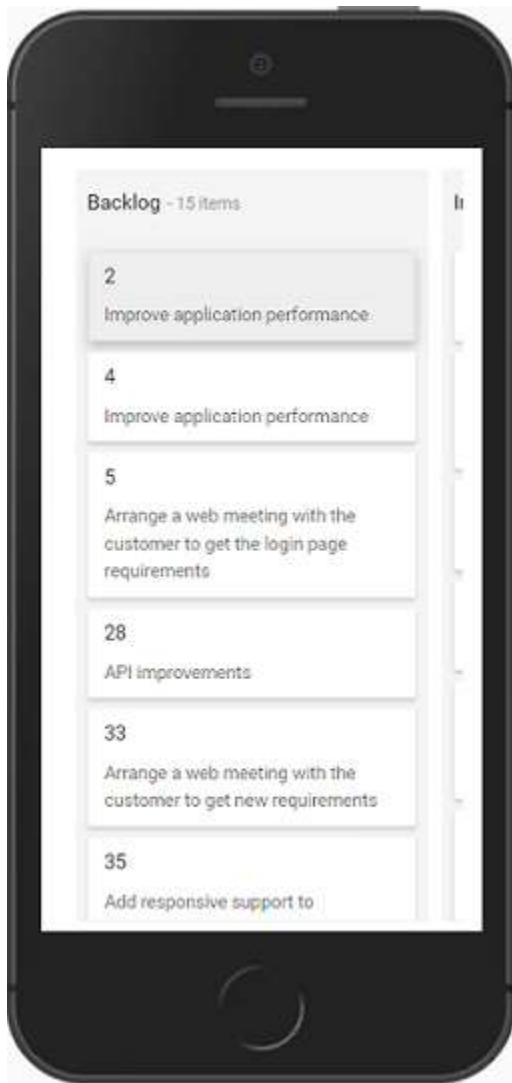 Backlog - 15 items
2
Improve application performance
4
Improve application performance
5
Arrange a web meeting with the
customer to get the login page
requirements
28
API improvements
33
Arrange a web meeting with the
customer to get new requirements
35
Add responsive support to